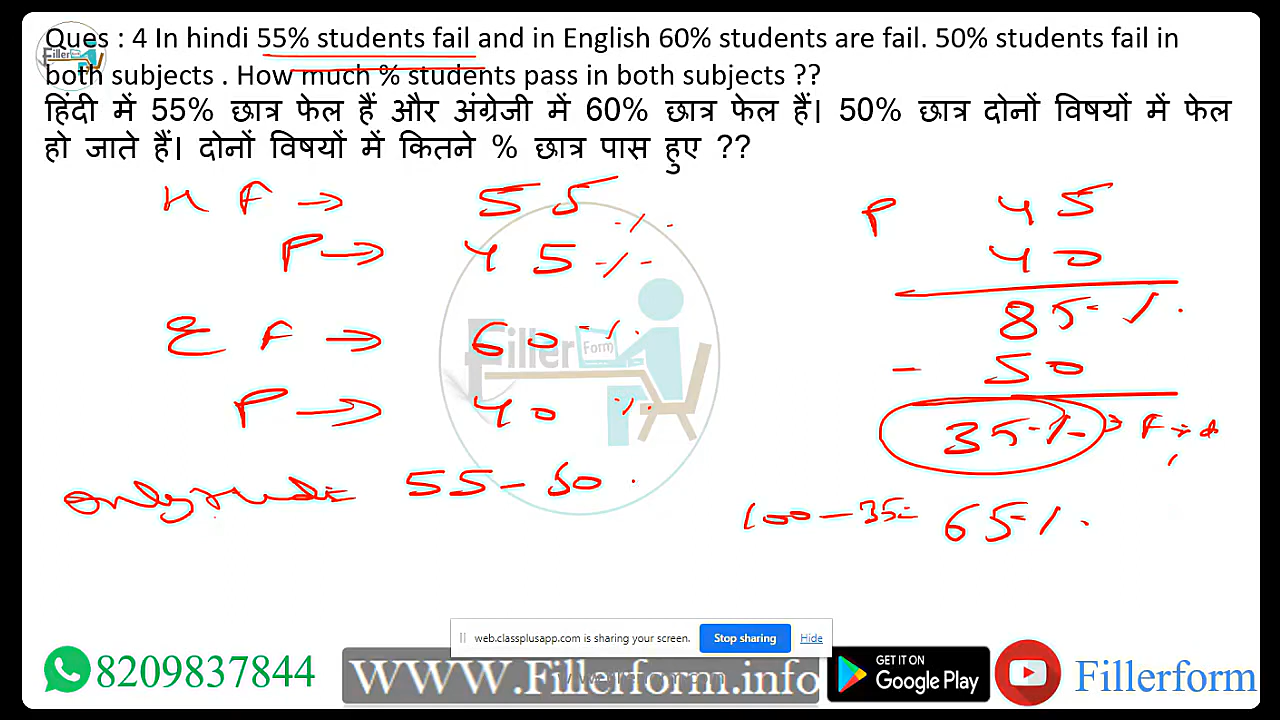 Ques : 4 In hindi 55% students fail and in English 60% students are fail. 50% students fail in
both subjects . How much % students pass in both subjects ??
हिंदी में 55% छात्र फेल हैं और अंग्रेजी में 60% छात्र फेल हैं। 50% छात्र दोनों विषयों में फेल
हो जाते हैं। दोनों विषयों में कितने % छात्र पास हुए ??
H F → 55%
P → 45%
E F → 60%
P → 40%
55 - 50
P 45
40
85%
- 50
35% → F
100 - 35 = 65%
Filler Form
web.classplusapp.com is sharing your screen. Stop sharing Hide
8209837844
WWW.Fillerform.info
GET IT ON
Google Play
Fillerform